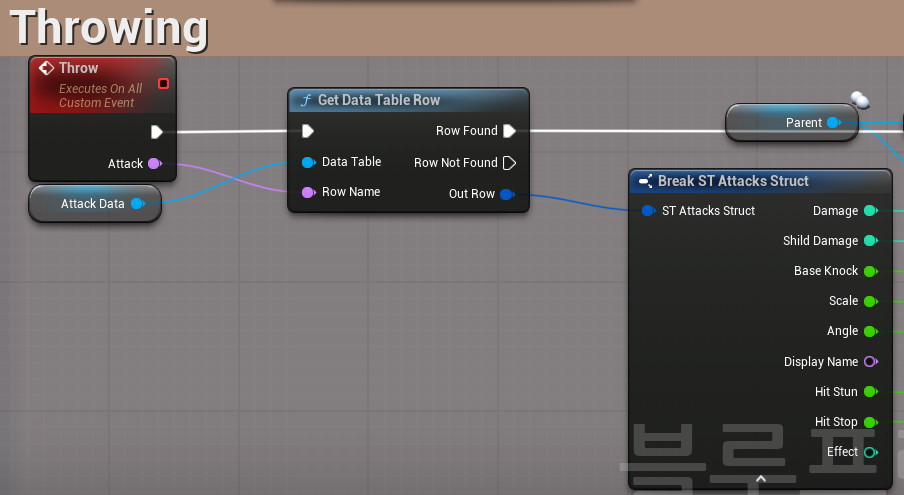 Throwing
Throw
Executes On All
Custom Event
Attack
Attack Data
Get Data Table Row
Row Found
Data Table
Row Not Found
Row Name
Out Row
Parent
Break ST Attacks Struct
ST Attacks Struct
Damage
Shild Damage
Base Knock
Scale
Angle
Display Name
Hit Stun
Hit Stop
Effect